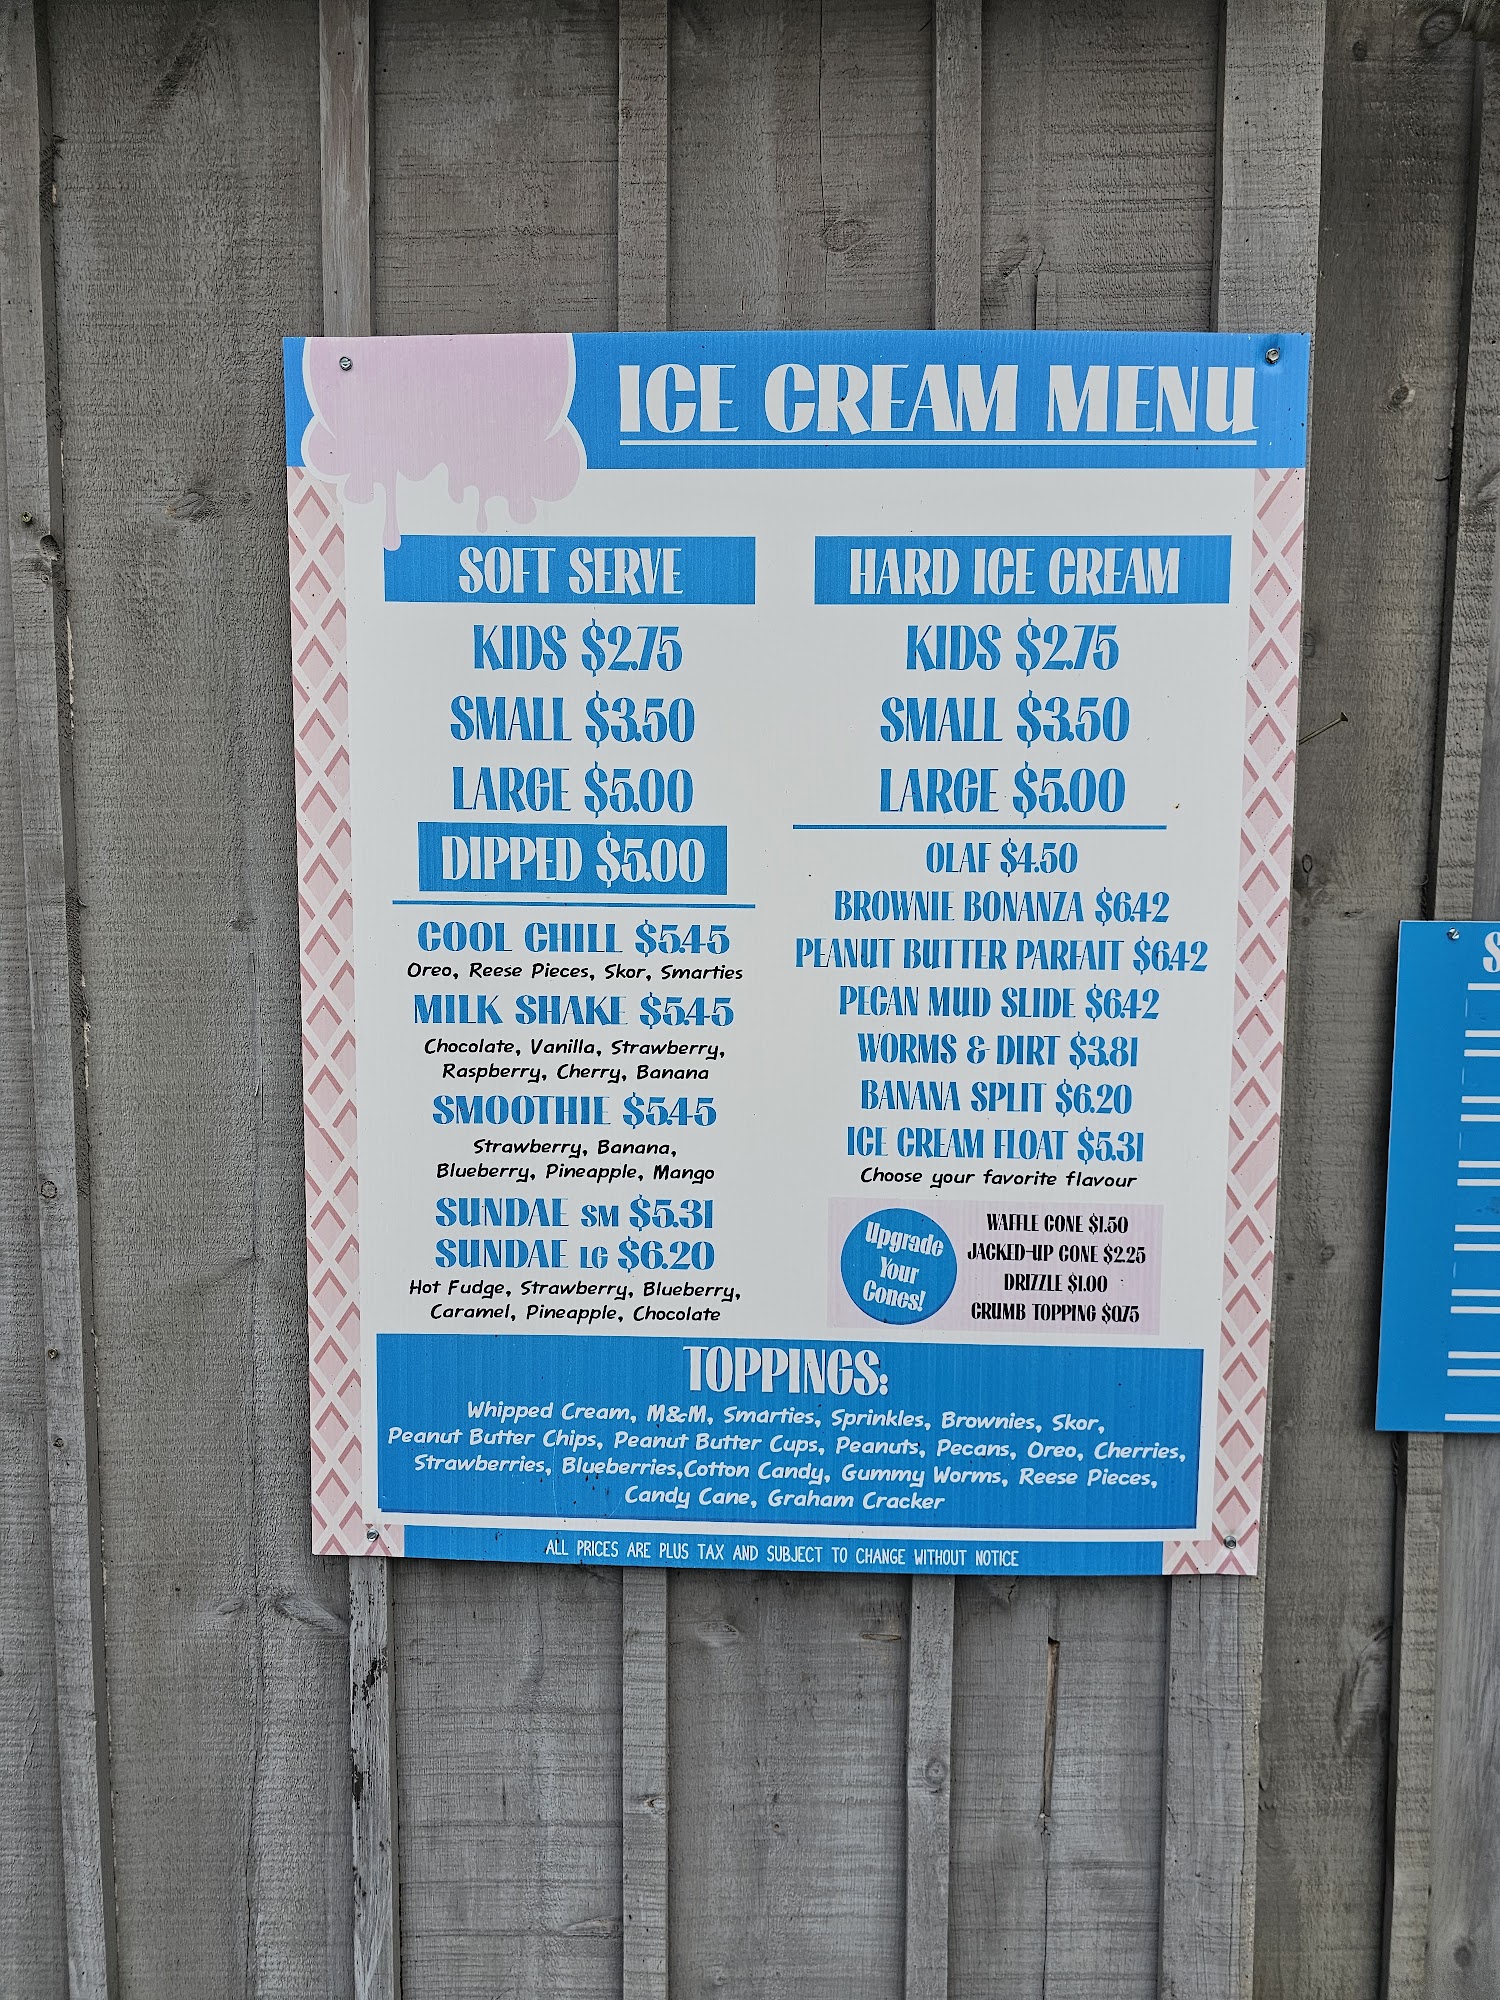 ICE CREAM MENU
SOFT SERVE
KIDS $2.75
SMALL $3.50
LARGE $5.00
DIPPED $5.00
COOL CHILL $5.45
Oreo, Reese Pieces, Skor, Smarties
MILK SHAKE $5.45
Chocolate, Vanilla, Strawberry,
Raspberry, Cherry, Banana
SMOOTHIE $5.45
Strawberry, Banana,
Blueberry, Pineapple, Mango
SUNDAE SM $5.31
SUNDAE LG $6.20
Hot Fudge, Strawberry, Blueberry,
Caramel, Pineapple, Chocolate
HARD ICE CREAM
KIDS $2.75
SMALL $3.50
LARGE $5.00
OLAF $4.50
BROWNIE BONANZA $6.42
PEANUT BUTTER PARFAIT $6.42
PECAN MUD SLIDE $6.42
WORMS & DIRT $3.81
BANANA SPLIT $6.20
ICE CREAM FLOAT $5.31
Choose your favorite flavour
Upgrade
Your
Cones!
WAFFLE CONE $1.50
JACKED-UP CONE $2.25
DRIZZLE $1.00
CRUMB TOPPING $0.75
TOPPINGS:
Whipped Cream, M&M, Smarties, Sprinkles, Brownies, Skor,
Peanut Butter Chips, Peanut Butter Cups, Peanuts, Pecans, Oreo, Cherries,
Strawberries, Blueberries,Cotton Candy, Gummy Worms, Reese Pieces,
Candy Cane, Graham Cracker
ALL PRICES ARE PLUS TAX AND SUBJECT TO CHANGE WITHOUT NOTICE
S